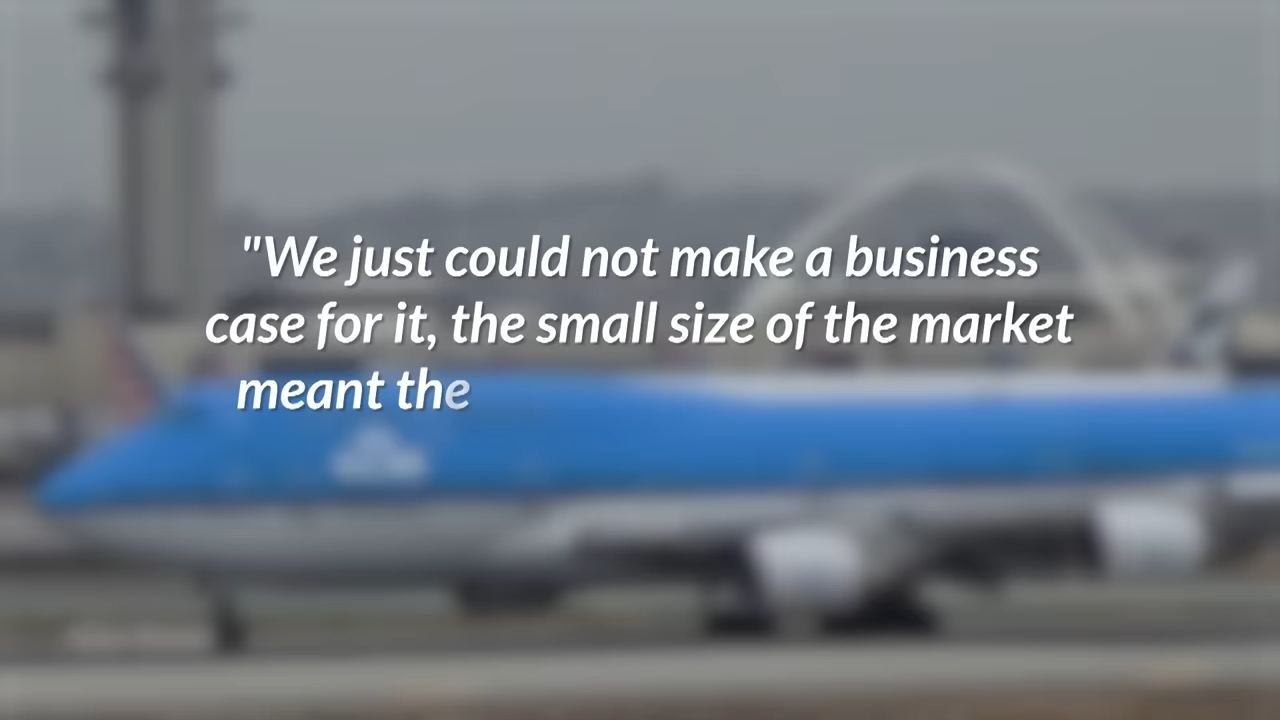 "We just could not make a business
case for it, the small size of the market
meant the